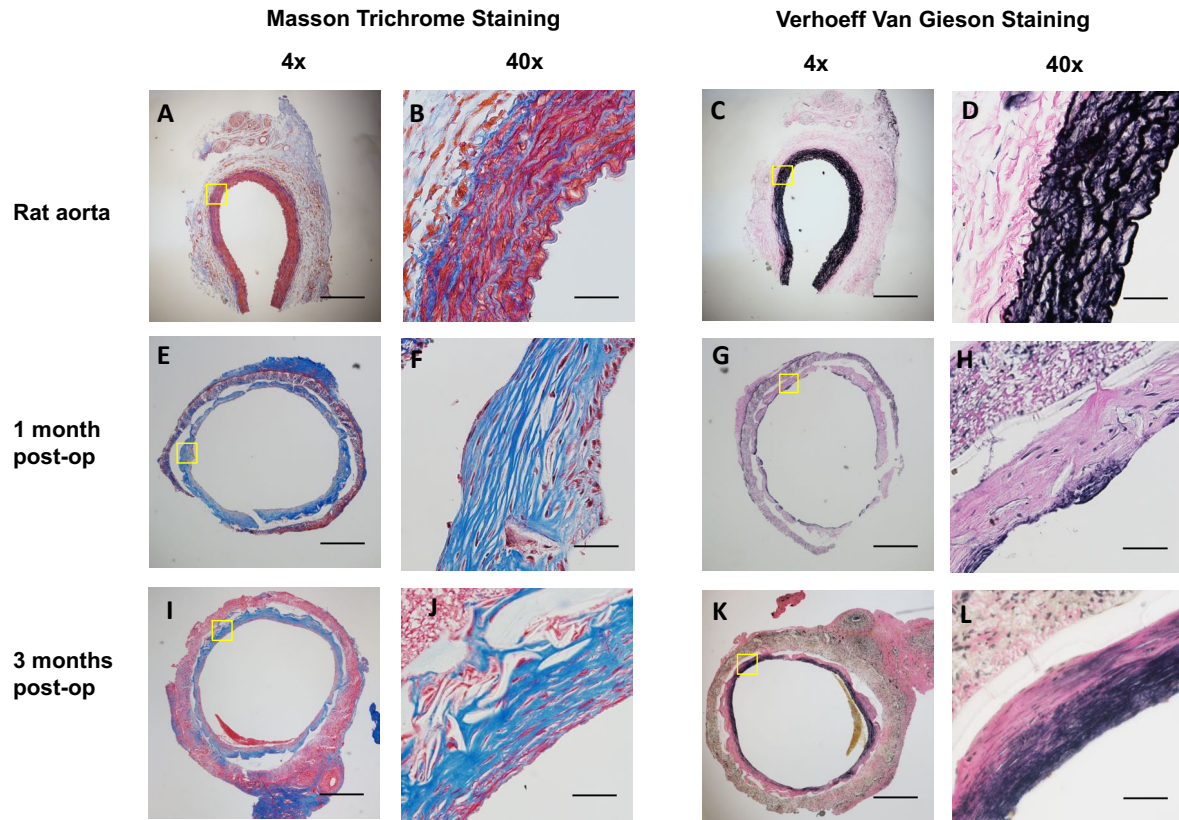 Masson Trichrome Staining
Verhoeff Van Gieson Staining
4x
40x
4x
40x
Rat aorta
A
B
C
D
1 month
post-op
E
F
G
H
3 months
post-op
I
J
K
L